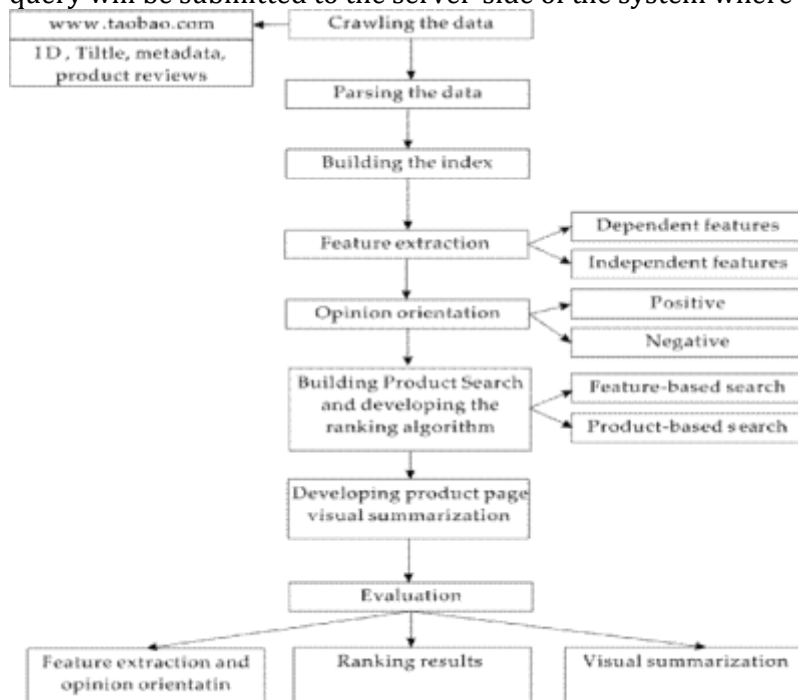 query will be submitted to the server-side of the system where
www.taobao.com
Crawling the data
ID, Tiltle, metadata,
product reviews
Parsing the data
Building the index
Feature extraction
Dependent features
Independent features
Opinion orientation
Positive
Negative
Building Product Search
and developing the
ranking algorithm
Feature-based search
Product-based search
Developing product page
visual summarization
Evaluation
Feature extraction and
opinion orientatin
Ranking results
Visual summarization